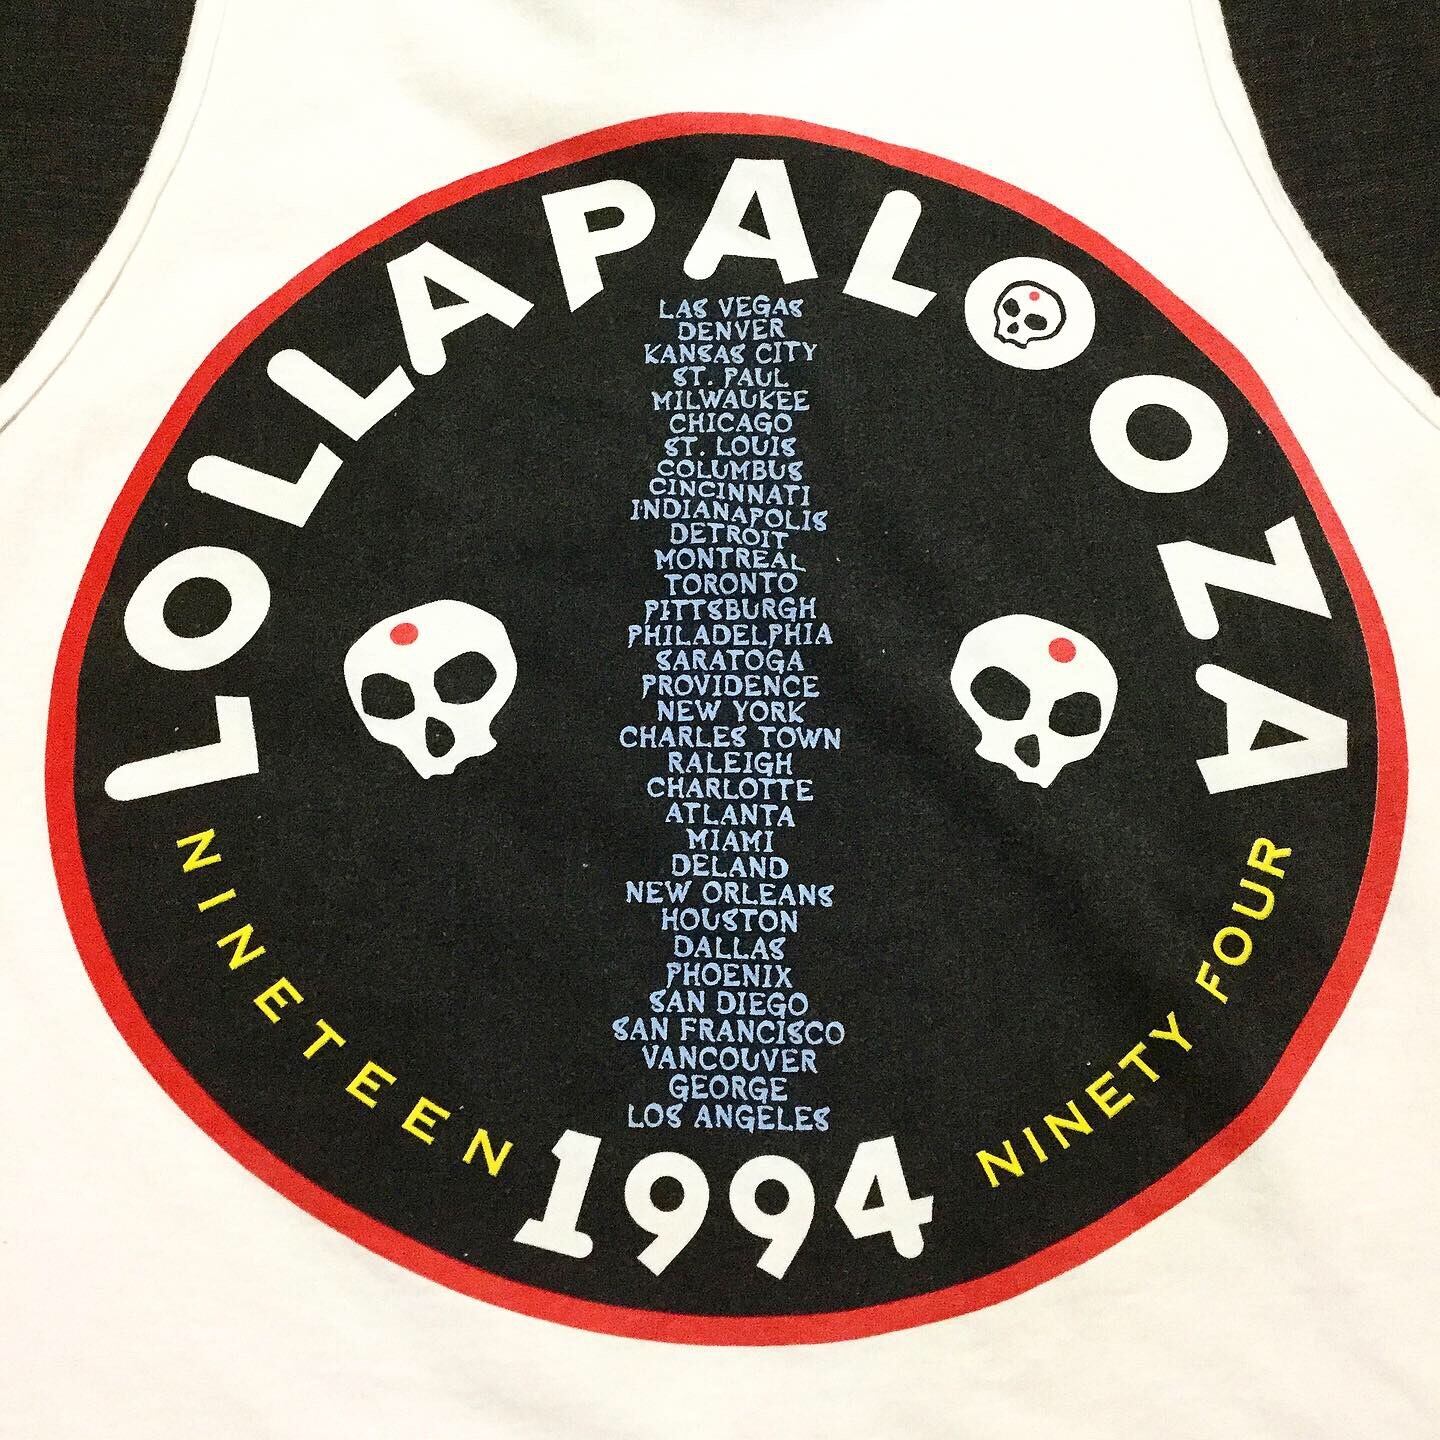 LOLLAPALOOZA
LAS VEGAS
DENVER
KANSAS CITY
ST. PAUL
MILWAUKEE
CHICAGO
ST. LOUIS
COLUMBUS
CINCINNATI
INDIANAPOLIS
DETROIT
MONTREAL
TORONTO
PITTSBURGH
PHILADELPHIA
SARATOGA
PROVIDENCE
NEW YORK
CHARLES TOWN
RALEIGH
CHARLOTTE
ATLANTA
MIAMI
DELAND
NEW ORLEANS
HOUSTON
DALLAS
PHOENIX
SAN DIEGO
SAN FRANCISCO
VANCOUVER
GEORGE
LOS ANGELES
NINETEEN NINETY FOUR
1994